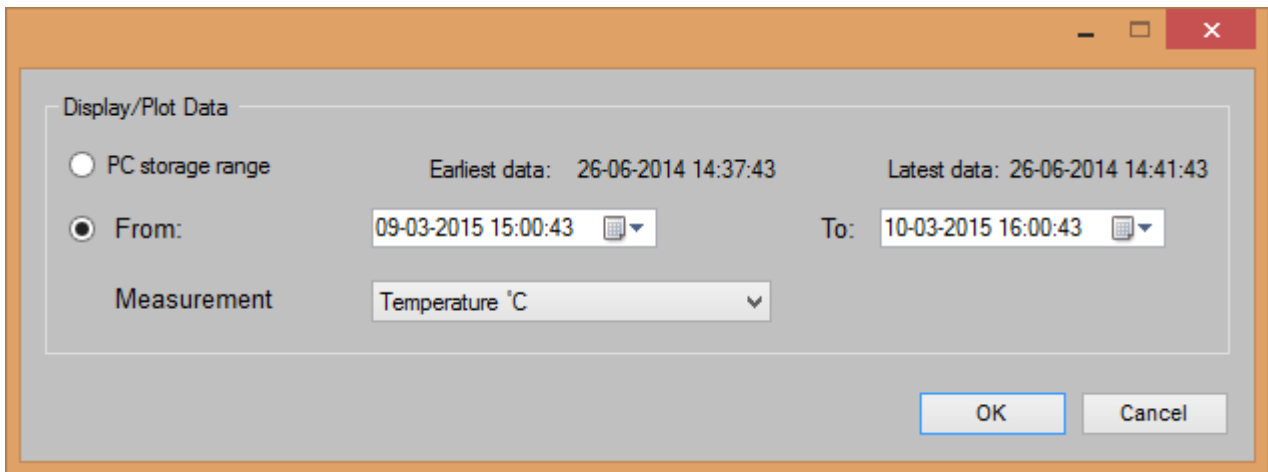 Display/Plot Data
PC storage range Earliest data: 26-06-2014 14:37:43 Latest data: 26-06-2014 14:41:43
From: 09-03-2015 15:00:43 To: 10-03-2015 16:00:43
Measurement Temperature °C
OK Cancel